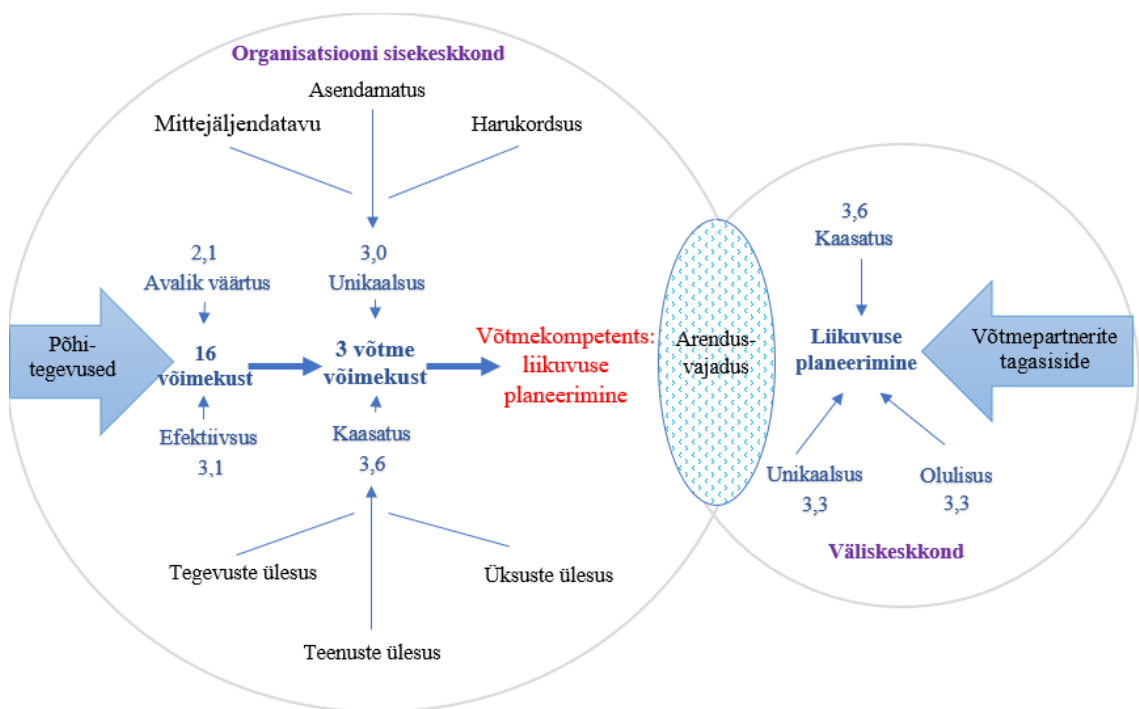 Organisatsiooni sisekeskkond
Asendamatus
Mittejäljendatavu
Harukordsus
2,1
Avalik väärtus
3,0
Unikaalsus
Põhi-
tegevused
16
võimekust
3 võtme
võimekust
Võtmekompetents:
liikuvuse
planeerimine
Efektiivsus
3,1
Kaasatus
3,6
Tegevuste ülesus
Üksuste ülesus
Teenuste ülesus
Arendus-
vajadus
3,6
Kaasatus
Liikuvuse
planeerimine
Võtmepartnerite
tagasiside
Unikaalsus
3,3
Olulisus
3,3
Väliskeskkond